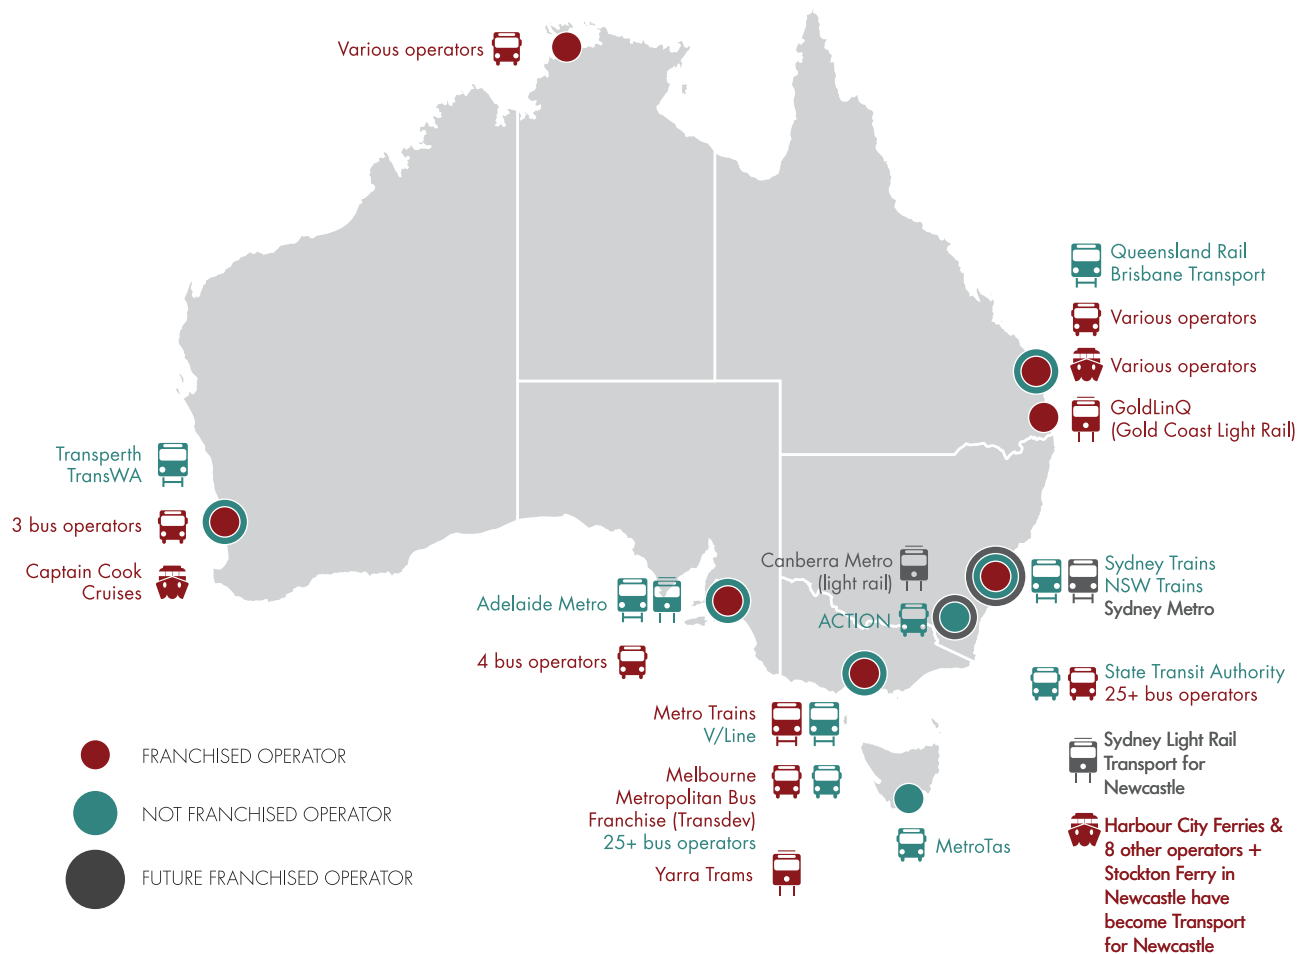 Various operators
Queensland Rail
Brisbane Transport
Various operators
Various operators
GoldLinQ
(Gold Coast Light Rail)
Transperth
TransWA
3 bus operators
Captain Cook
Cruises
Adelaide Metro
4 bus operators
Canberra Metro
(light rail)
ACTION
Sydney Trains
NSW Trains
Sydney Metro
State Transit Authority
25+ bus operators
Sydney Light Rail
Transport for
Newcastle
Harbour City Ferries &
8 other operators +
Stockton Ferry in
Newcastle have
become Transport
for Newcastle
Metro Trains
V/Line
Melbourne
Metropolitan Bus
Franchise (Transdev)
25+ bus operators
Yarra Trams
MetroTas
FRANCHISED OPERATOR
NOT FRANCHISED OPERATOR
FUTURE FRANCHISED OPERATOR